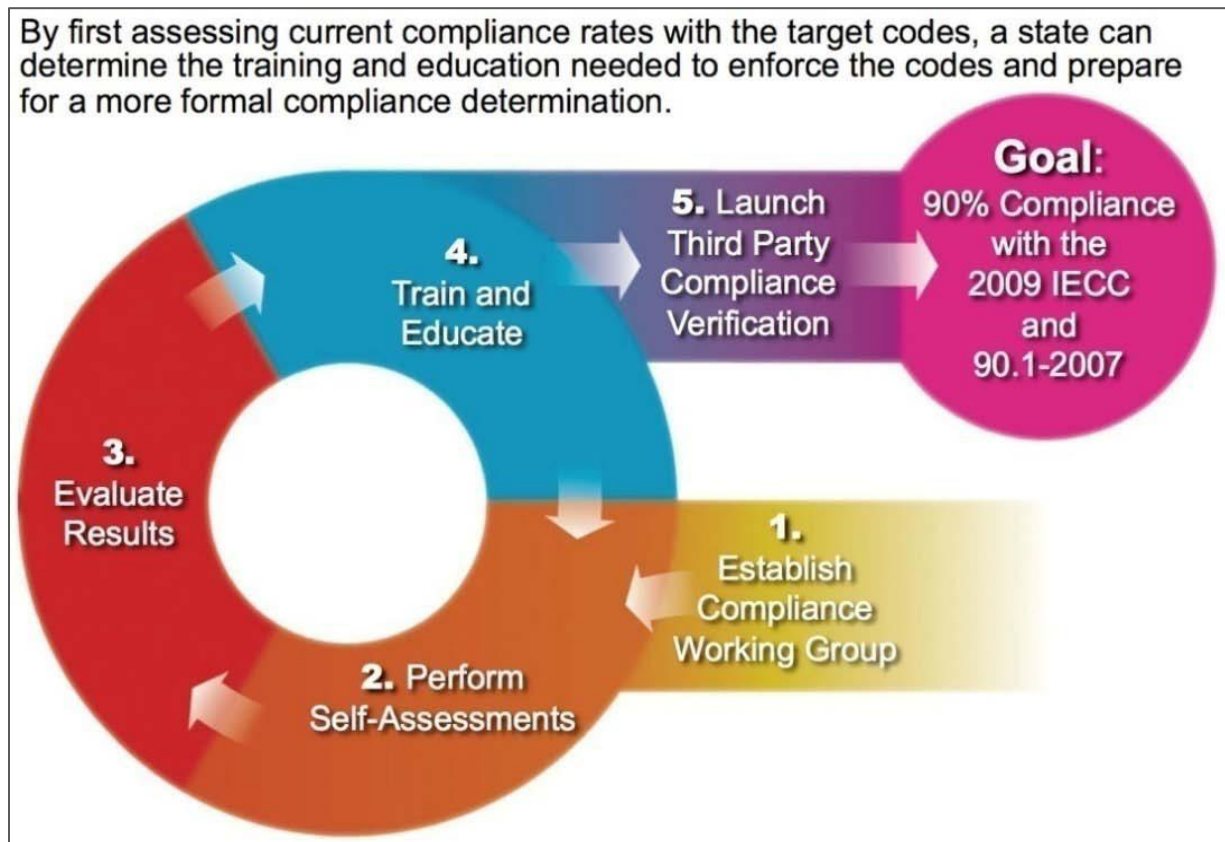 By first assessing current compliance rates with the target codes, a state can
determine the training and education needed to enforce the codes and prepare
for a more formal compliance determination.
1.
Establish
Compliance
Working Group
2. Perform
Self-Assessments
3.
Evaluate
Results
4.
Train and
Educate
5. Launch
Third Party
Compliance
Verification
Goal:
90% Compliance
with the
2009 IECC
and
90.1-2007